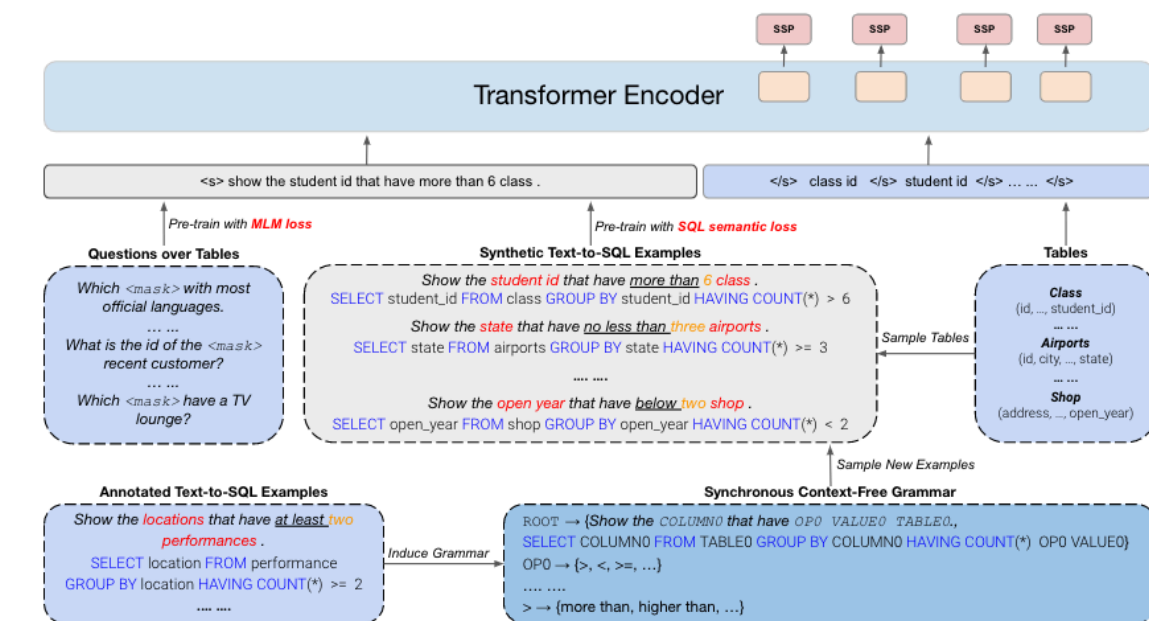 SSP SSP SSP SSP
Transformer Encoder
<s> show the student id that have more than 6 class .
</s> class id </s> student id </s> ... ... </s>
Pre-train with MLM loss
Pre-train with SQL semantic loss
Questions over Tables
Which <mask> with most
official languages.
... ...
What is the id of the <mask>
recent customer?
... ...
Which <mask> have a TV
lounge?
Synthetic Text-to-SQL Examples
Show the student id that have more than 6 class .
SELECT student_id FROM class GROUP BY student_id HAVING COUNT(*) > 6
Show the state that have no less than three airports .
SELECT state FROM airports GROUP BY state HAVING COUNT(*) >= 3
.... ....
Show the open year that have below two shop .
SELECT open_year FROM shop GROUP BY open_year HAVING COUNT(*) < 2
Sample Tables
Tables
Class
(id, ..., student_id)
... ...
Airports
(id, city, ..., state)
... ...
Shop
(address, ..., open_year)
Sample New Examples
Annotated Text-to-SQL Examples
Show the locations that have at least two
performances .
SELECT location FROM performance
GROUP BY location HAVING COUNT(*) >= 2
.... ....
Induce Grammar
Synchronous Context-Free Grammar
ROOT → {Show the COLUMN0 that have OP0 VALUE0 TABLE0.,
SELECT COLUMN0 FROM TABLE0 GROUP BY COLUMN0 HAVING COUNT(*) OP0 VALUE0}
OP0 → {>, <, >=, ...}
.... ....
> → {more than, higher than, ...}